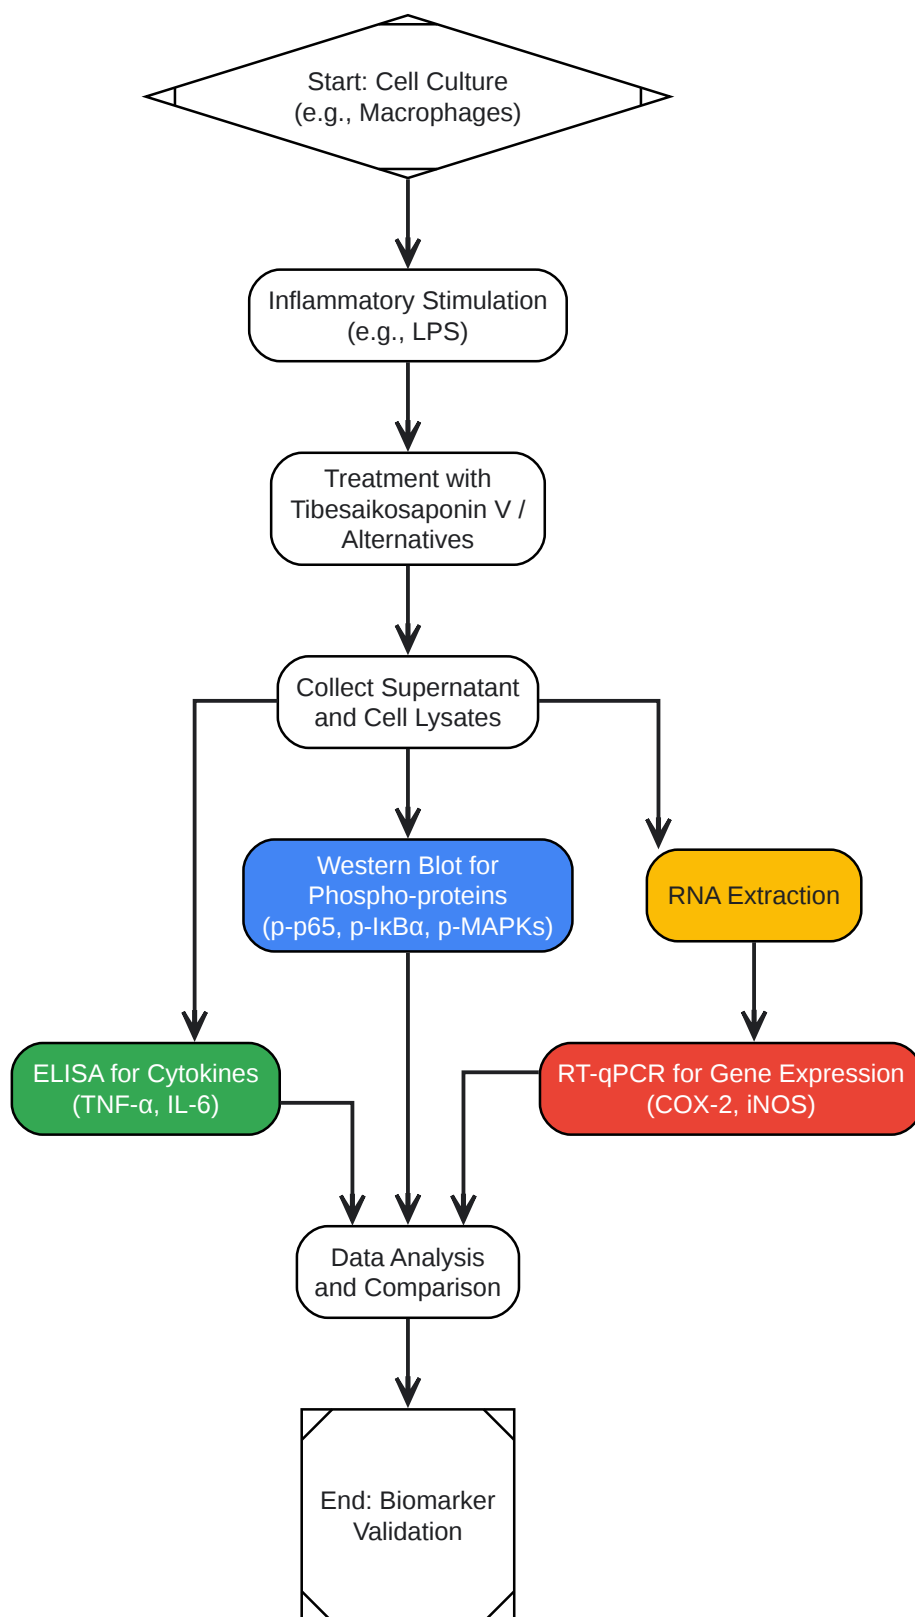 Start: Cell Culture
(e.g., Macrophages)
Inflammatory Stimulation
(e.g., LPS)
Treatment with
Tibesaikosaponin V /
Alternatives
Collect Supernatant
and Cell Lysates
Western Blot for
Phospho-proteins
(p-p65, p-IκBα, p-MAPKs)
RNA Extraction
ELISA for Cytokines
(TNF-α, IL-6)
RT-qPCR for Gene Expression
(COX-2, iNOS)
Data Analysis
and Comparison
End: Biomarker
Validation